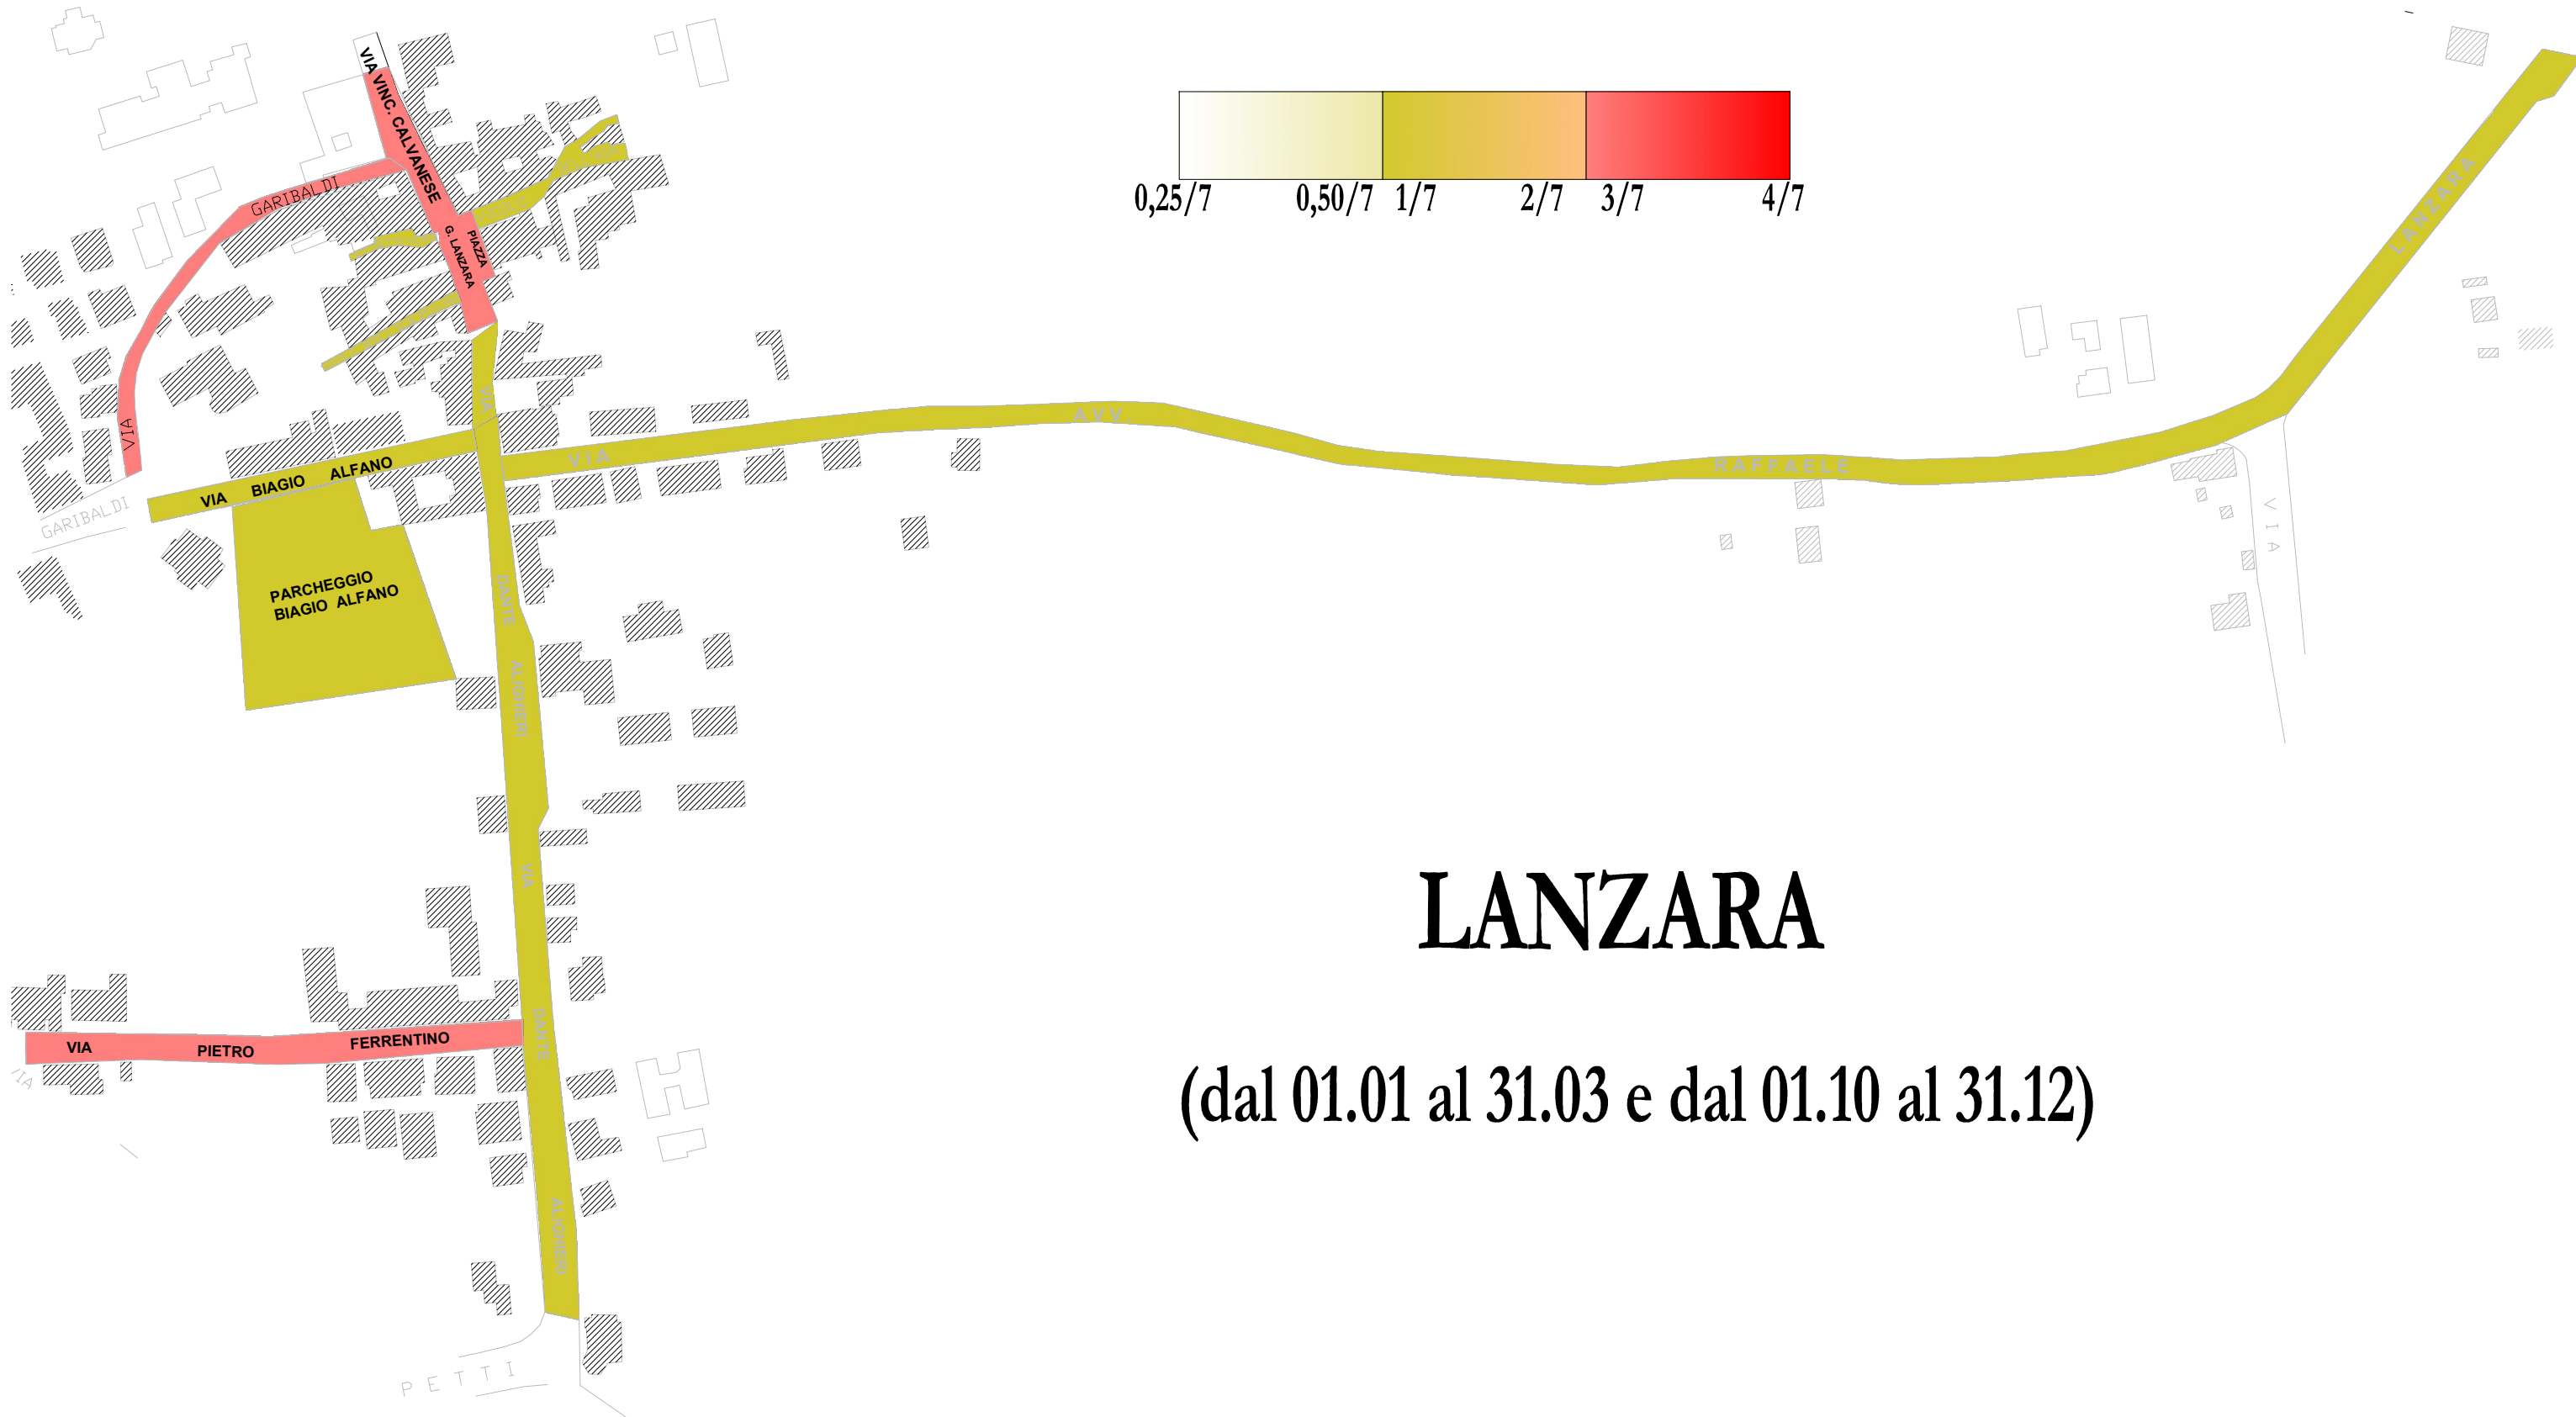 VIA VINC. CALVANESE
GARIBALDI
VIA
PIAZZA
G. LANZARA
0,25/7 0,50/7 1/7 2/7 3/7 4/7
LANZARA
VIA
VIA BIAGIO ALFANO
VIA
AVV.
RAFFAELE
GARIBALDI
VIA
PARCHEGGIO
BIAGIO ALFANO
DANTE
ALIGHIERI
VIA
LANZARA
DANTE
VIA PIETRO FERRENTINO
VIA
(dal 01.01 al 31.03 e dal 01.10 al 31.12)
ALIGHIERI
PETTI